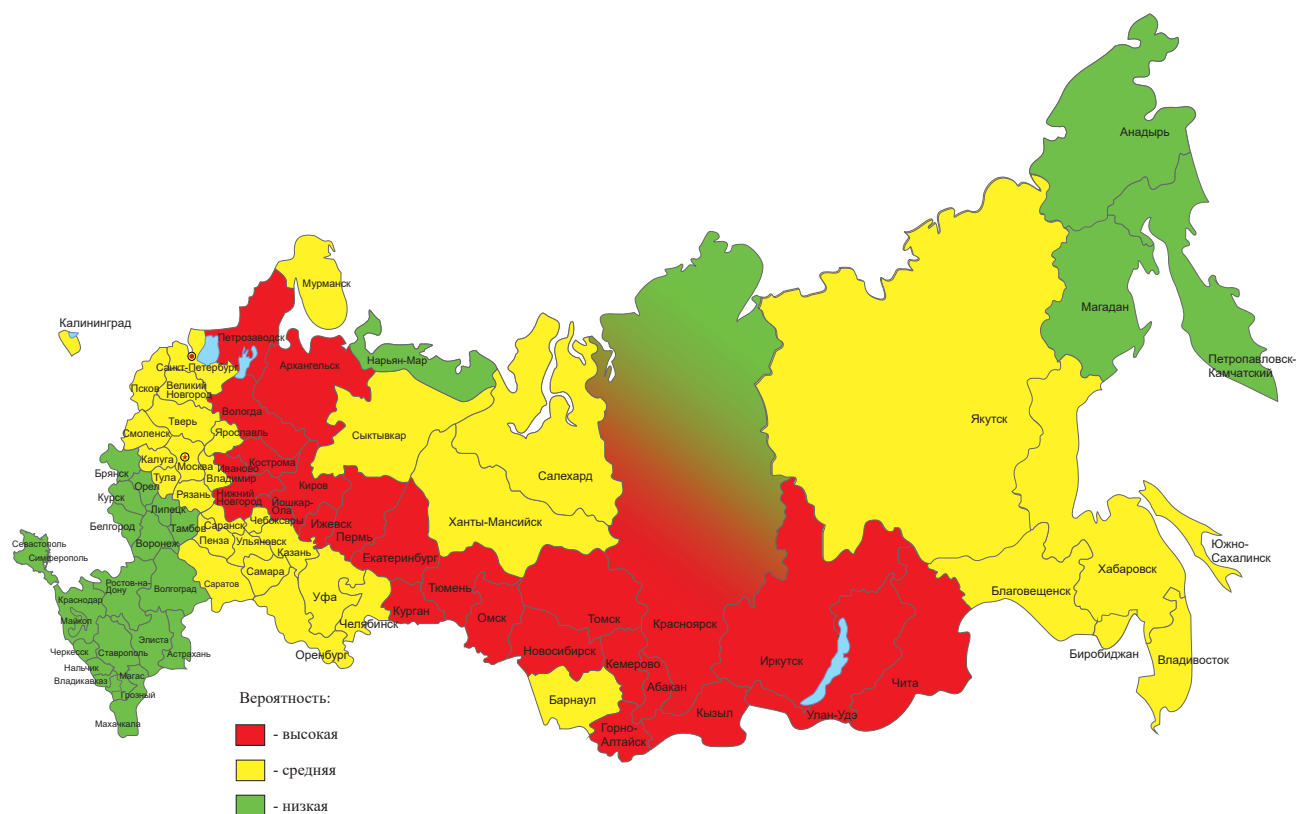 Анадырь
Мурманск
Магадан
Калининград
Петрозаводск
Нарьян-Мар
Петропавловск-
Камчатский
Санкт-Петербург
Архангельск
Псков
Великий
Новгород
Вологда
Якутск
Тверь
Смоленск
Ярославль
Сыктывкар
Калуга
Москва
Кострома
Иваново
Владимир
Салехард
Брянск
Тула
Орел
Рязань
Нижний
Новгород
Киров
Йошкар-
Ола
Курск
Липецк
Белгород
Тамбов
Саранск
Чебоксары
Ижевск
Ханты-Мансийск
Воронеж
Пенза
Ульяновск
Пермь
Севастополь
Симферополь
Казань
Екатеринбург
Южно-
Сахалинск
Самара
Хабаровск
Ростов-на-
Дону
Волгоград
Саратов
Уфа
Тюмень
Благовещенск
Краснодар
Курган
Майкоп
Челябинск
Омск
Томск
Красноярск
Элиста
Черкесск
Ставрополь
Астрахань
Оренбург
Новосибирск
Биробиджан
Владивосток
Нальчик
Магас
Кемерово
Иркутск
Владикавказ
Грозный
Абакан
Чита
Барнаул
Кызыл
Улан-Удэ
Махачкала
Горно-
Алтайск
Вероятность:
- высокая
- средняя
- низкая